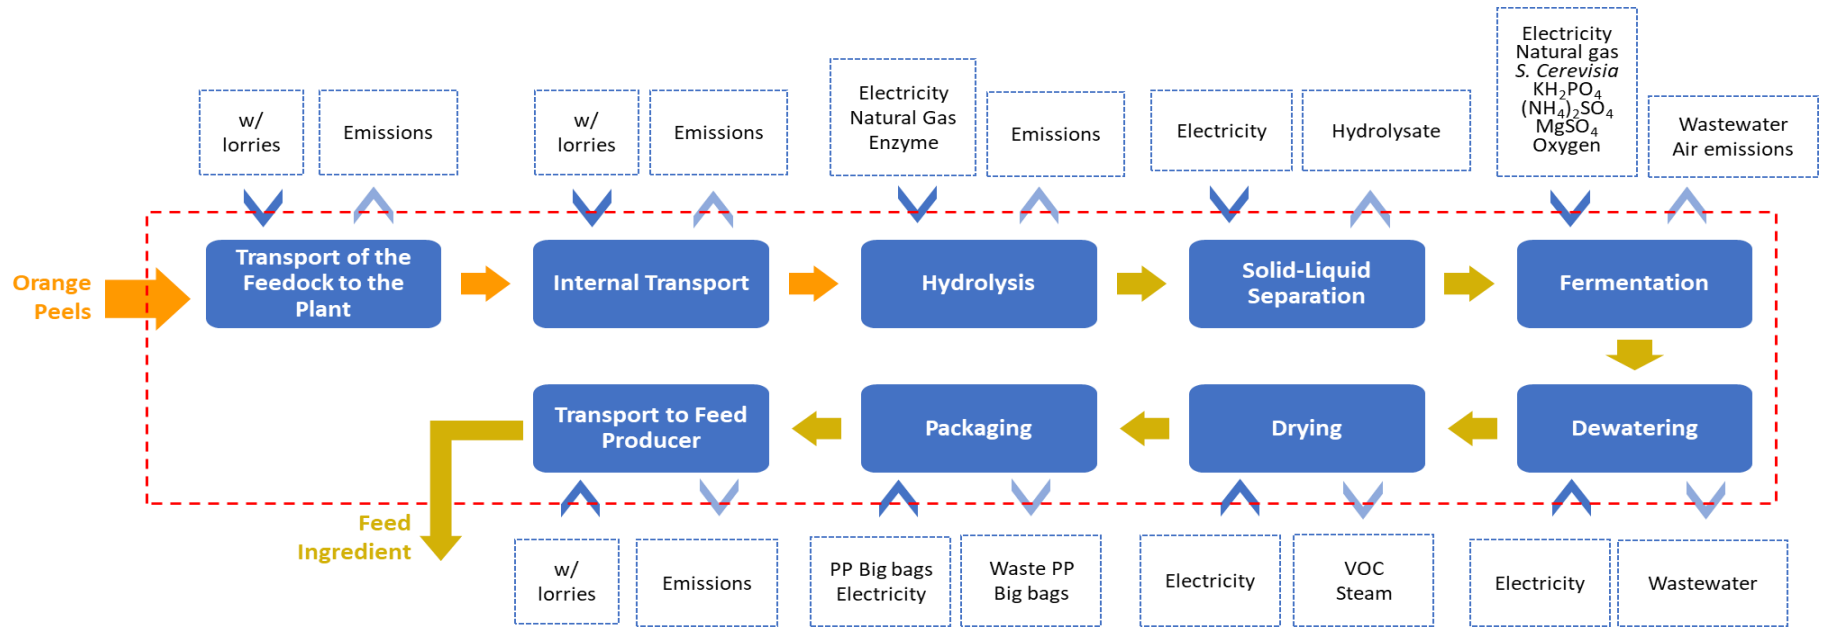 Electricity
Natural gas
S. Cerevisia
KH2PO4
(NH4)2SO4
MgSO4
Oxygen
w/
lorries
Emissions
w/
lorries
Emissions
Electricity
Natural Gas
Enzyme
Emissions
Electricity
Hydrolysate
Wastewater
Air emissions
Orange
Peels
Transport of the
Feedock to the
Plant
Internal Transport
Hydrolysis
Solid-Liquid
Separation
Fermentation
Transport to Feed
Producer
Packaging
Drying
Dewatering
Feed
Ingredient
w/
lorries
Emissions
PP Big bags
Electricity
Waste PP
Big bags
Electricity
VOC
Steam
Electricity
Wastewater